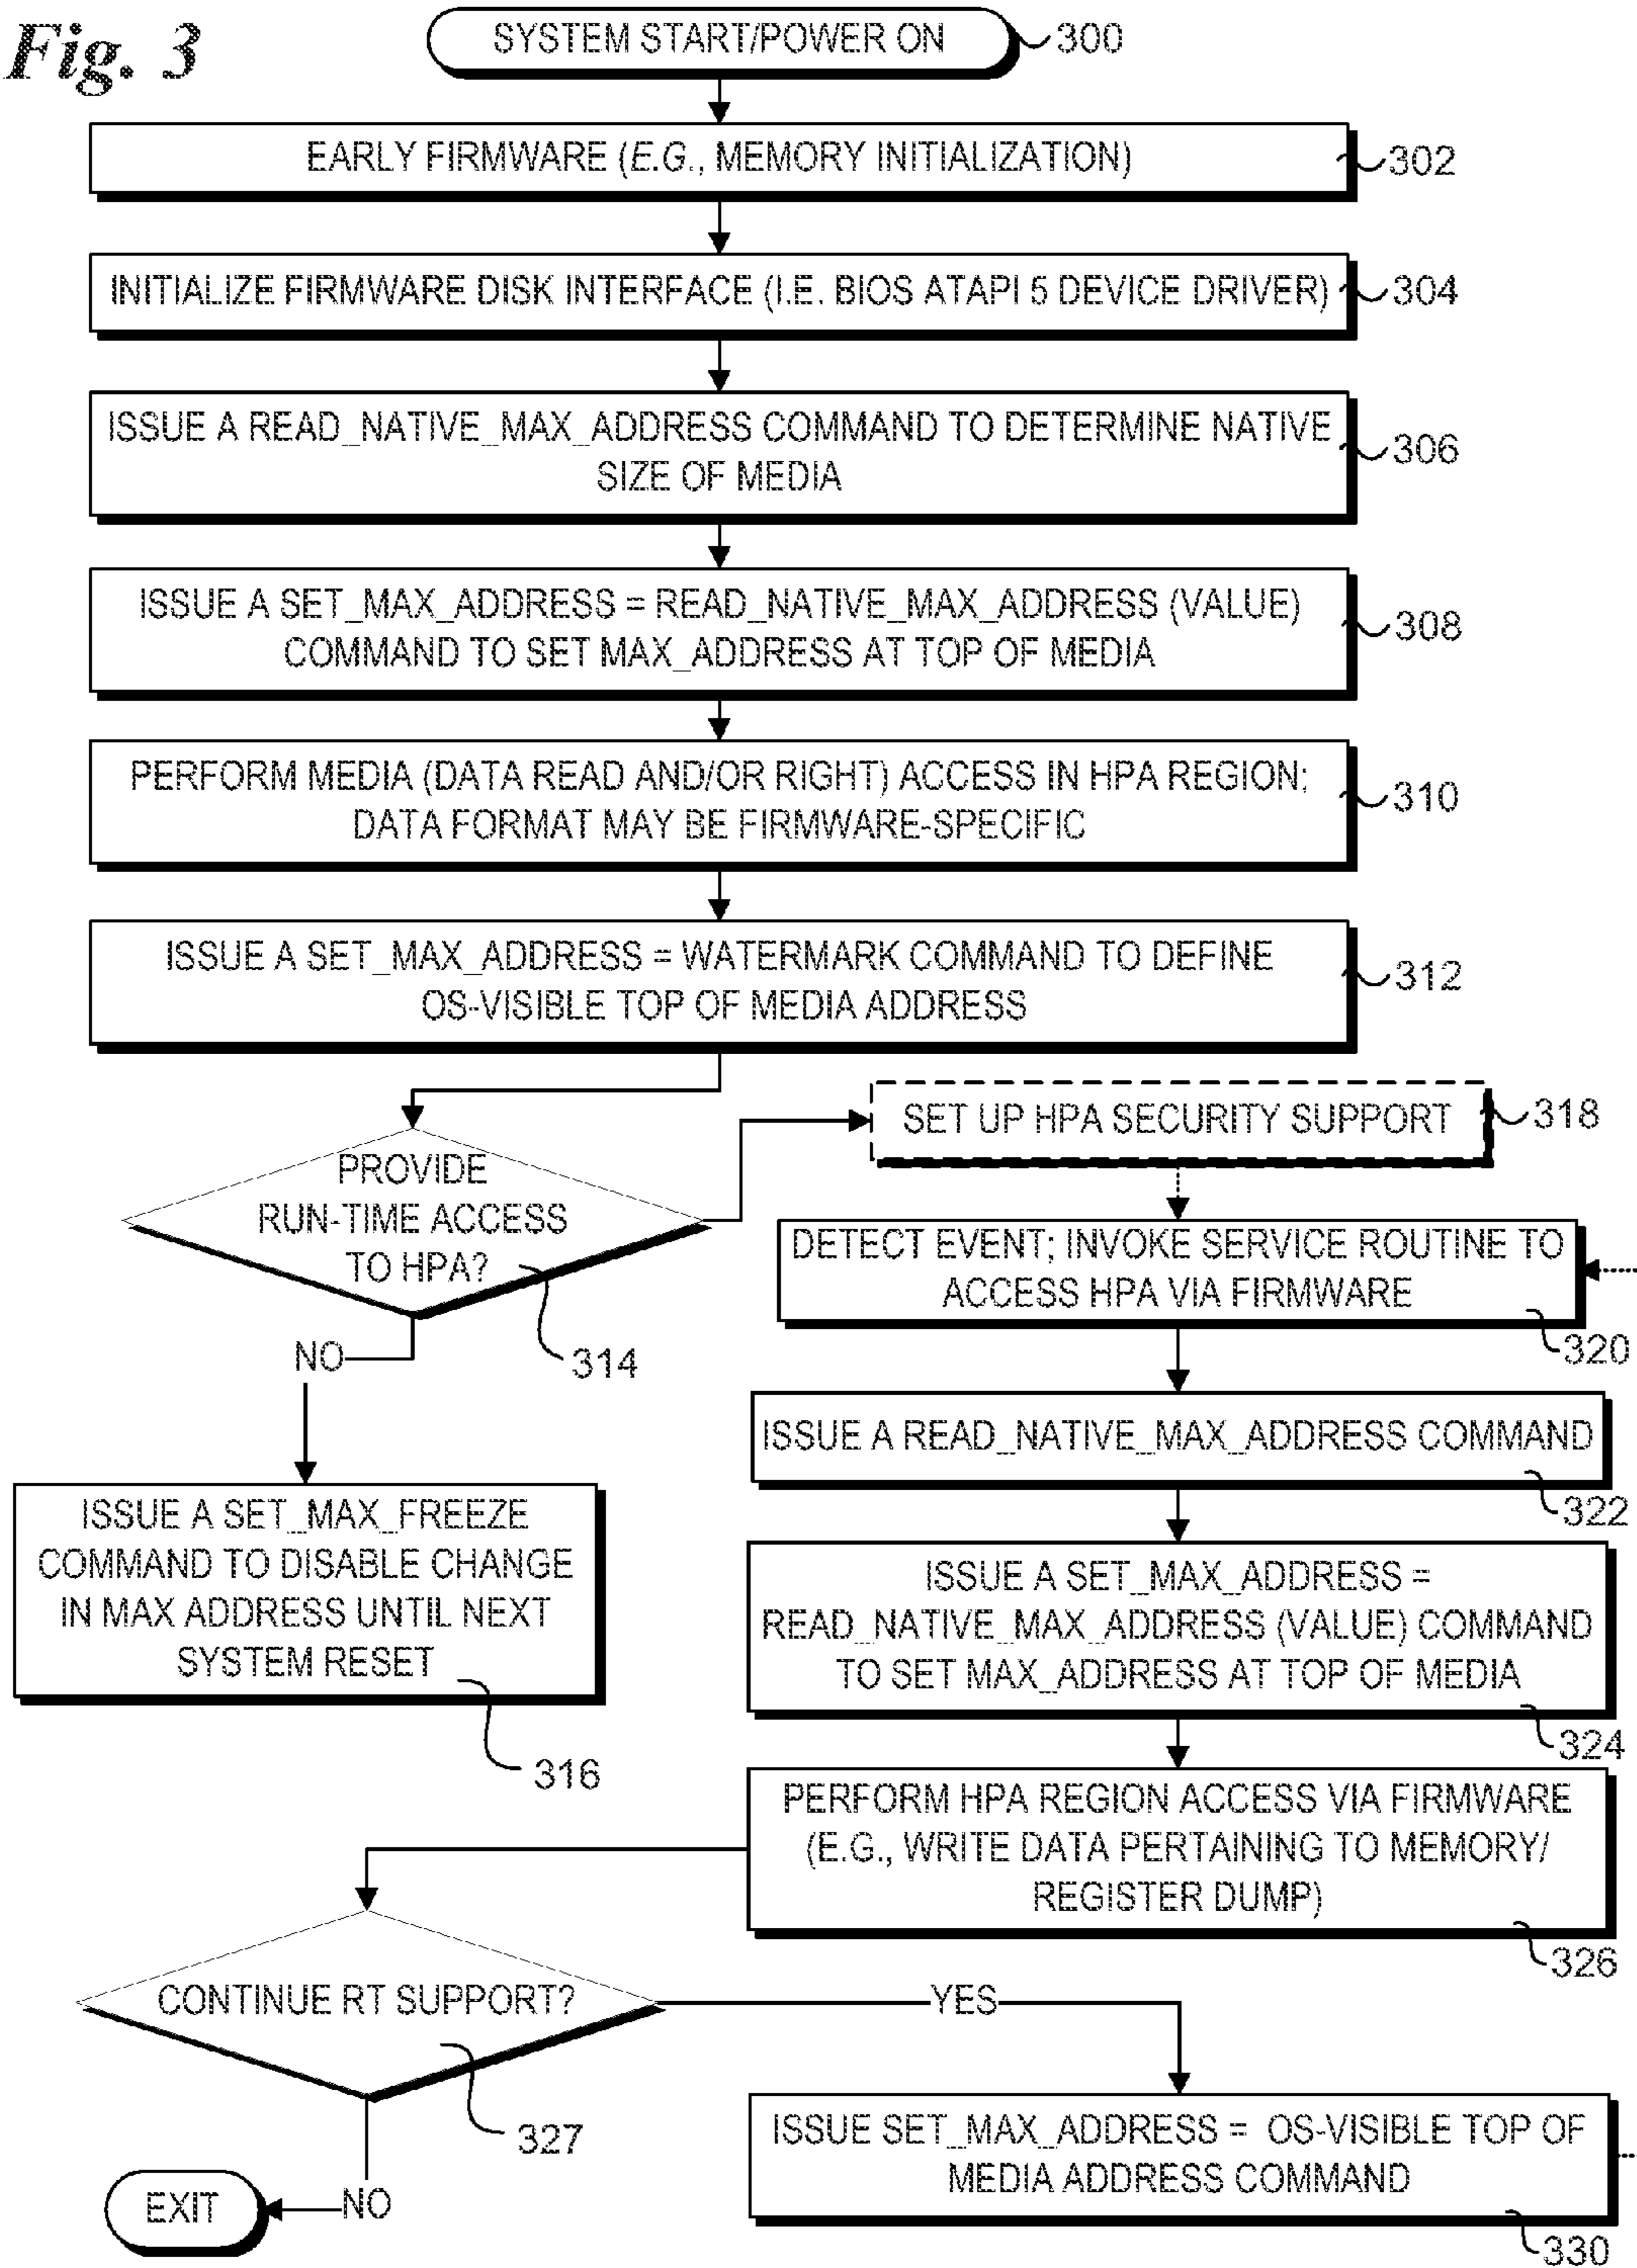 Fig. 3
SYSTEM START/POWER ON
300
EARLY FIRMWARE (E.G., MEMORY INITIALIZATION)
302
INITIALIZE FIRMWARE DISK INTERFACE (I.E. BIOS ATAPI 5 DEVICE DRIVER)
304
ISSUE A READ_NATIVE_MAX_ADDRESS COMMAND TO DETERMINE NATIVE
SIZE OF MEDIA
306
ISSUE A SET_MAX_ADDRESS = READ_NATIVE_MAX_ADDRESS (VALUE)
COMMAND TO SET MAX_ADDRESS AT TOP OF MEDIA
308
PERFORM MEDIA (DATA READ AND/OR RIGHT) ACCESS IN HPA REGION;
DATA FORMAT MAY BE FIRMWARE-SPECIFIC
310
ISSUE A SET_MAX_ADDRESS = WATERMARK COMMAND TO DEFINE
OS-VISIBLE TOP OF MEDIA ADDRESS
312
PROVIDE
RUN-TIME ACCESS
TO HPA?
314
NO
ISSUE A SET_MAX_FREEZE
COMMAND TO DISABLE CHANGE
IN MAX ADDRESS UNTIL NEXT
SYSTEM RESET
316
SET UP HPA SECURITY SUPPORT
318
DETECT EVENT; INVOKE SERVICE ROUTINE TO
ACCESS HPA VIA FIRMWARE
320
ISSUE A READ_NATIVE_MAX_ADDRESS COMMAND
322
ISSUE A SET_MAX_ADDRESS =
READ_NATIVE_MAX_ADDRESS (VALUE) COMMAND
TO SET MAX_ADDRESS AT TOP OF MEDIA
324
PERFORM HPA REGION ACCESS VIA FIRMWARE
(E.G., WRITE DATA PERTAINING TO MEMORY/
REGISTER DUMP)
326
CONTINUE RT SUPPORT?
327
YES
NO
EXIT
ISSUE SET_MAX_ADDRESS = OS-VISIBLE TOP OF
MEDIA ADDRESS COMMAND
330